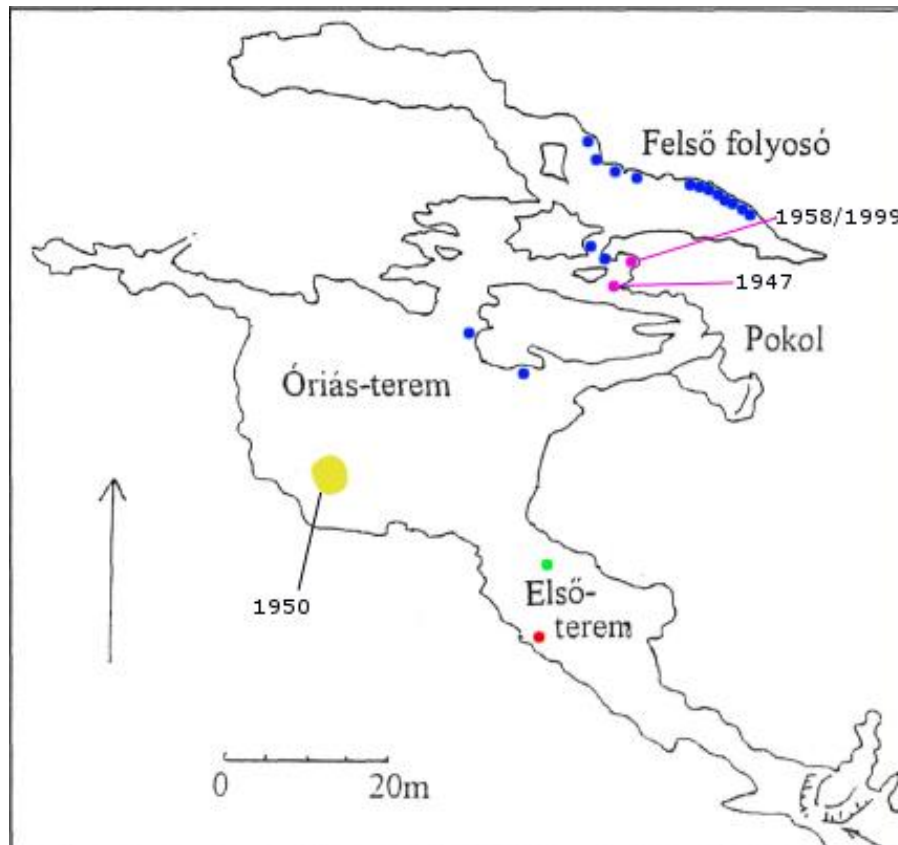 Felső folyosó
1958/1999
1947
Pokol
Óriás-terem
1950
Első-
terem
0 20m